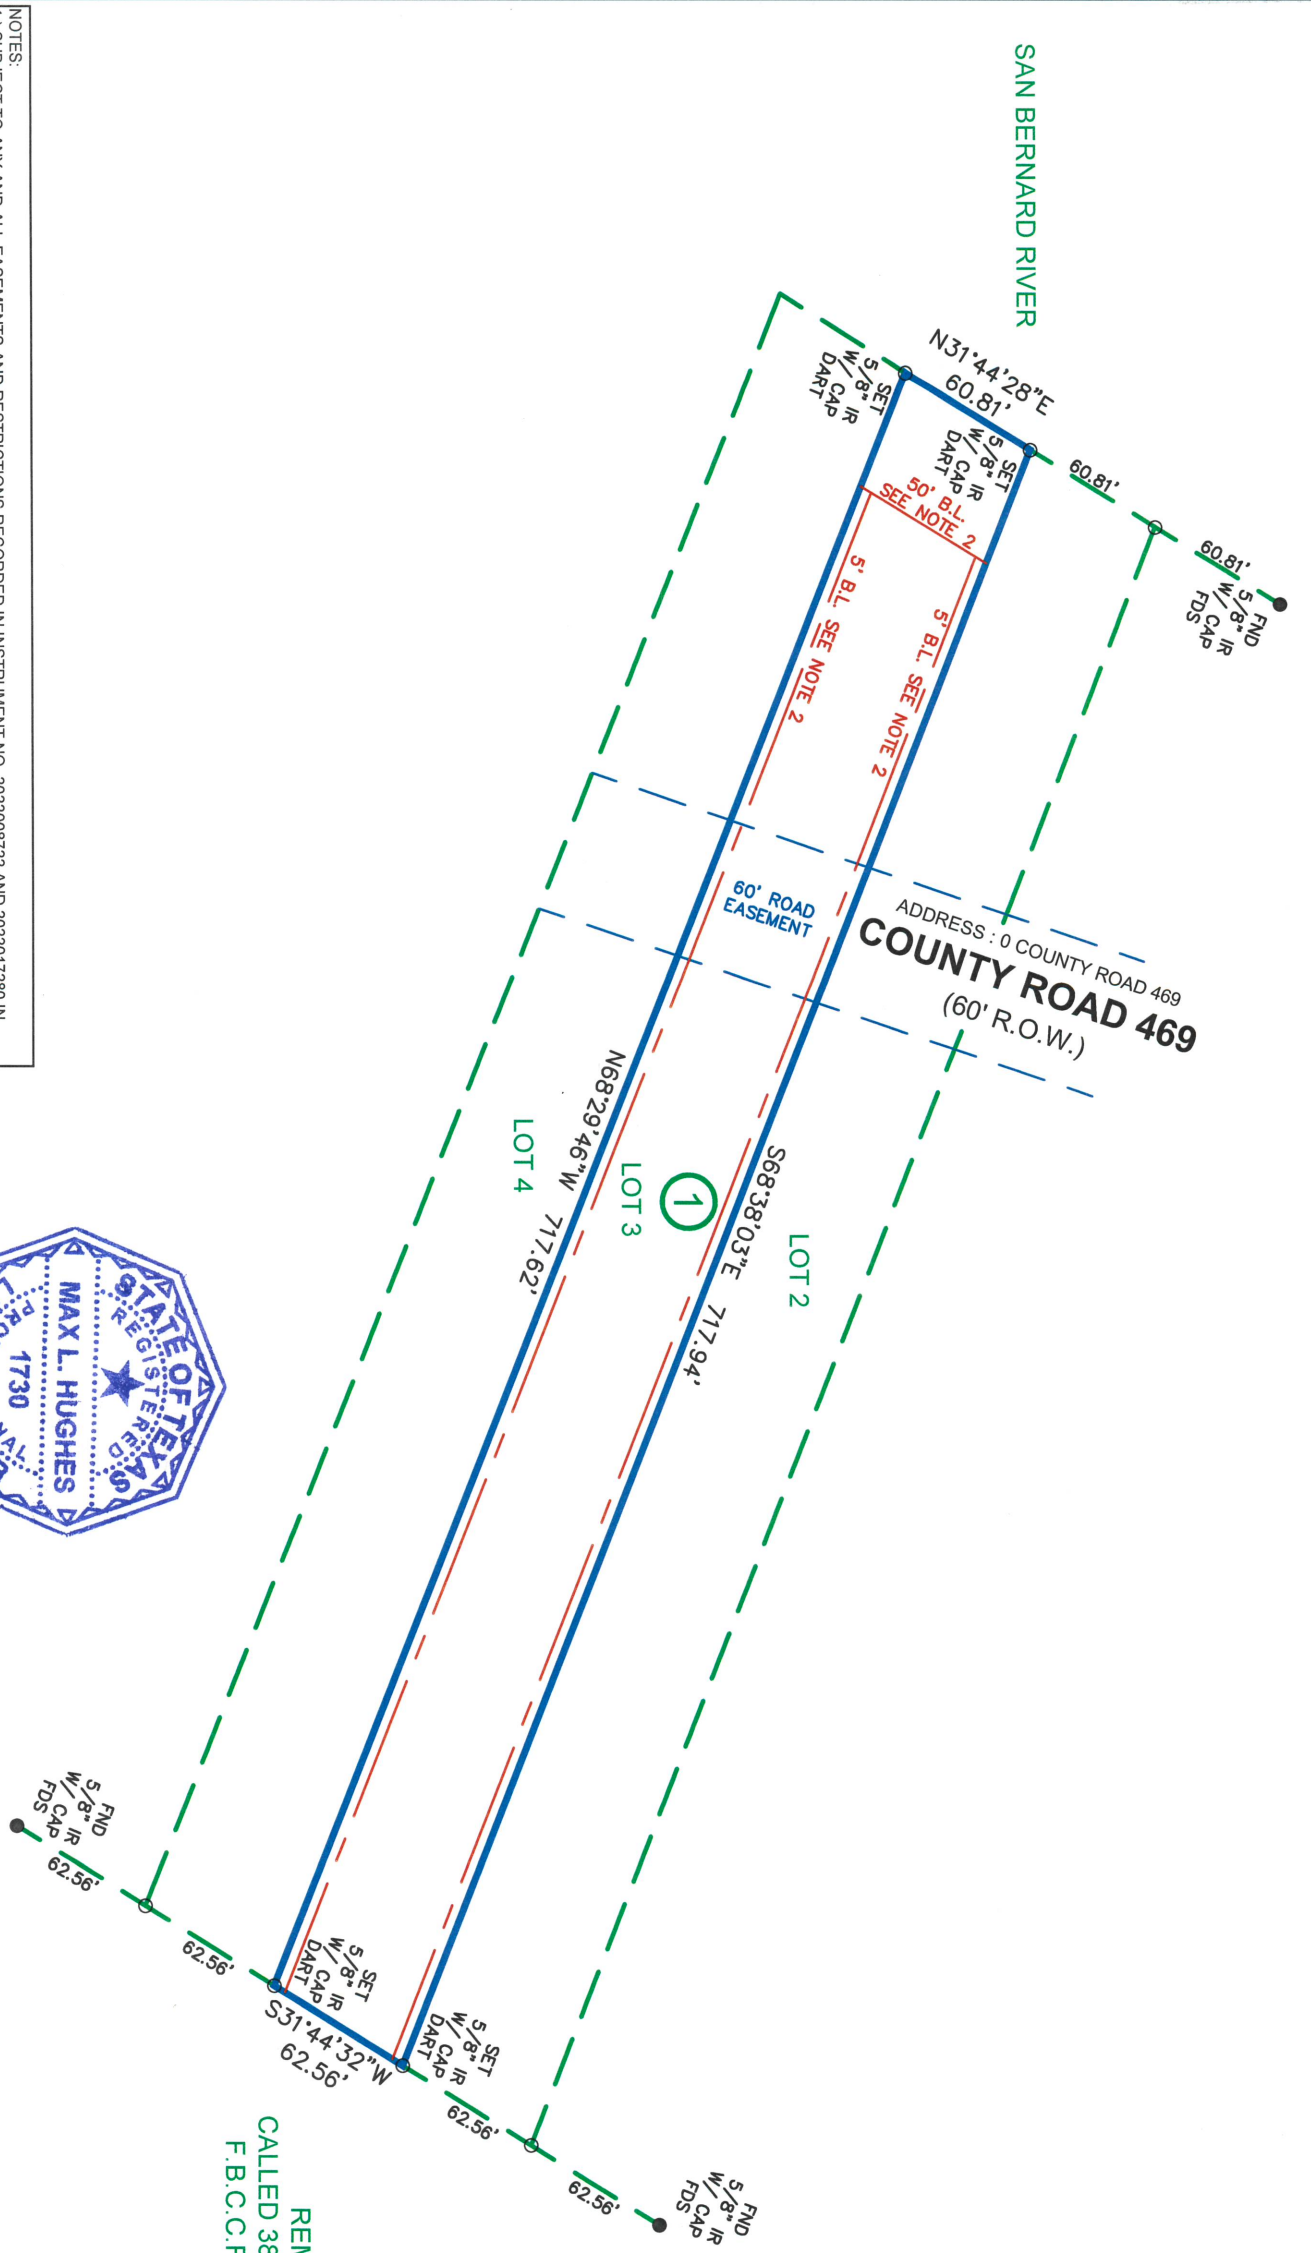 SAN BERNARD RIVER
N31°44'28"E
60.81'
SET
5/8" IR
W/ CAP
DART
SET
5/8" IR
W/ CAP
DART
60.81'
60.81'
FND
5/8" IR
W/ CAP
FDS
50' B.L.
SEE NOTE 2
5' B.L. SEE NOTE 2
5' B.L. SEE NOTE 2
60' ROAD
EASEMENT
ADDRESS : 0 COUNTY ROAD 469
COUNTY ROAD 469
(60' R.O.W.)
S68°38'03"E 717.94'
N68°29'46"W 717.62'
LOT 2
1
LOT 3
LOT 4
SET
5/8" IR
W/ CAP
DART
SET
5/8" IR
W/ CAP
DART
S31°44'32"W
62.56'
62.56'
62.56'
FND
5/8" IR
W/ CAP
FDS
62.56'
62.56'
FND
5/8" IR
W/ CAP
FDS
CALLED 38
F.B.C.C.F
STATE OF TEXAS
REGISTERED
MAX L. HUGHES
1730
NOTES: